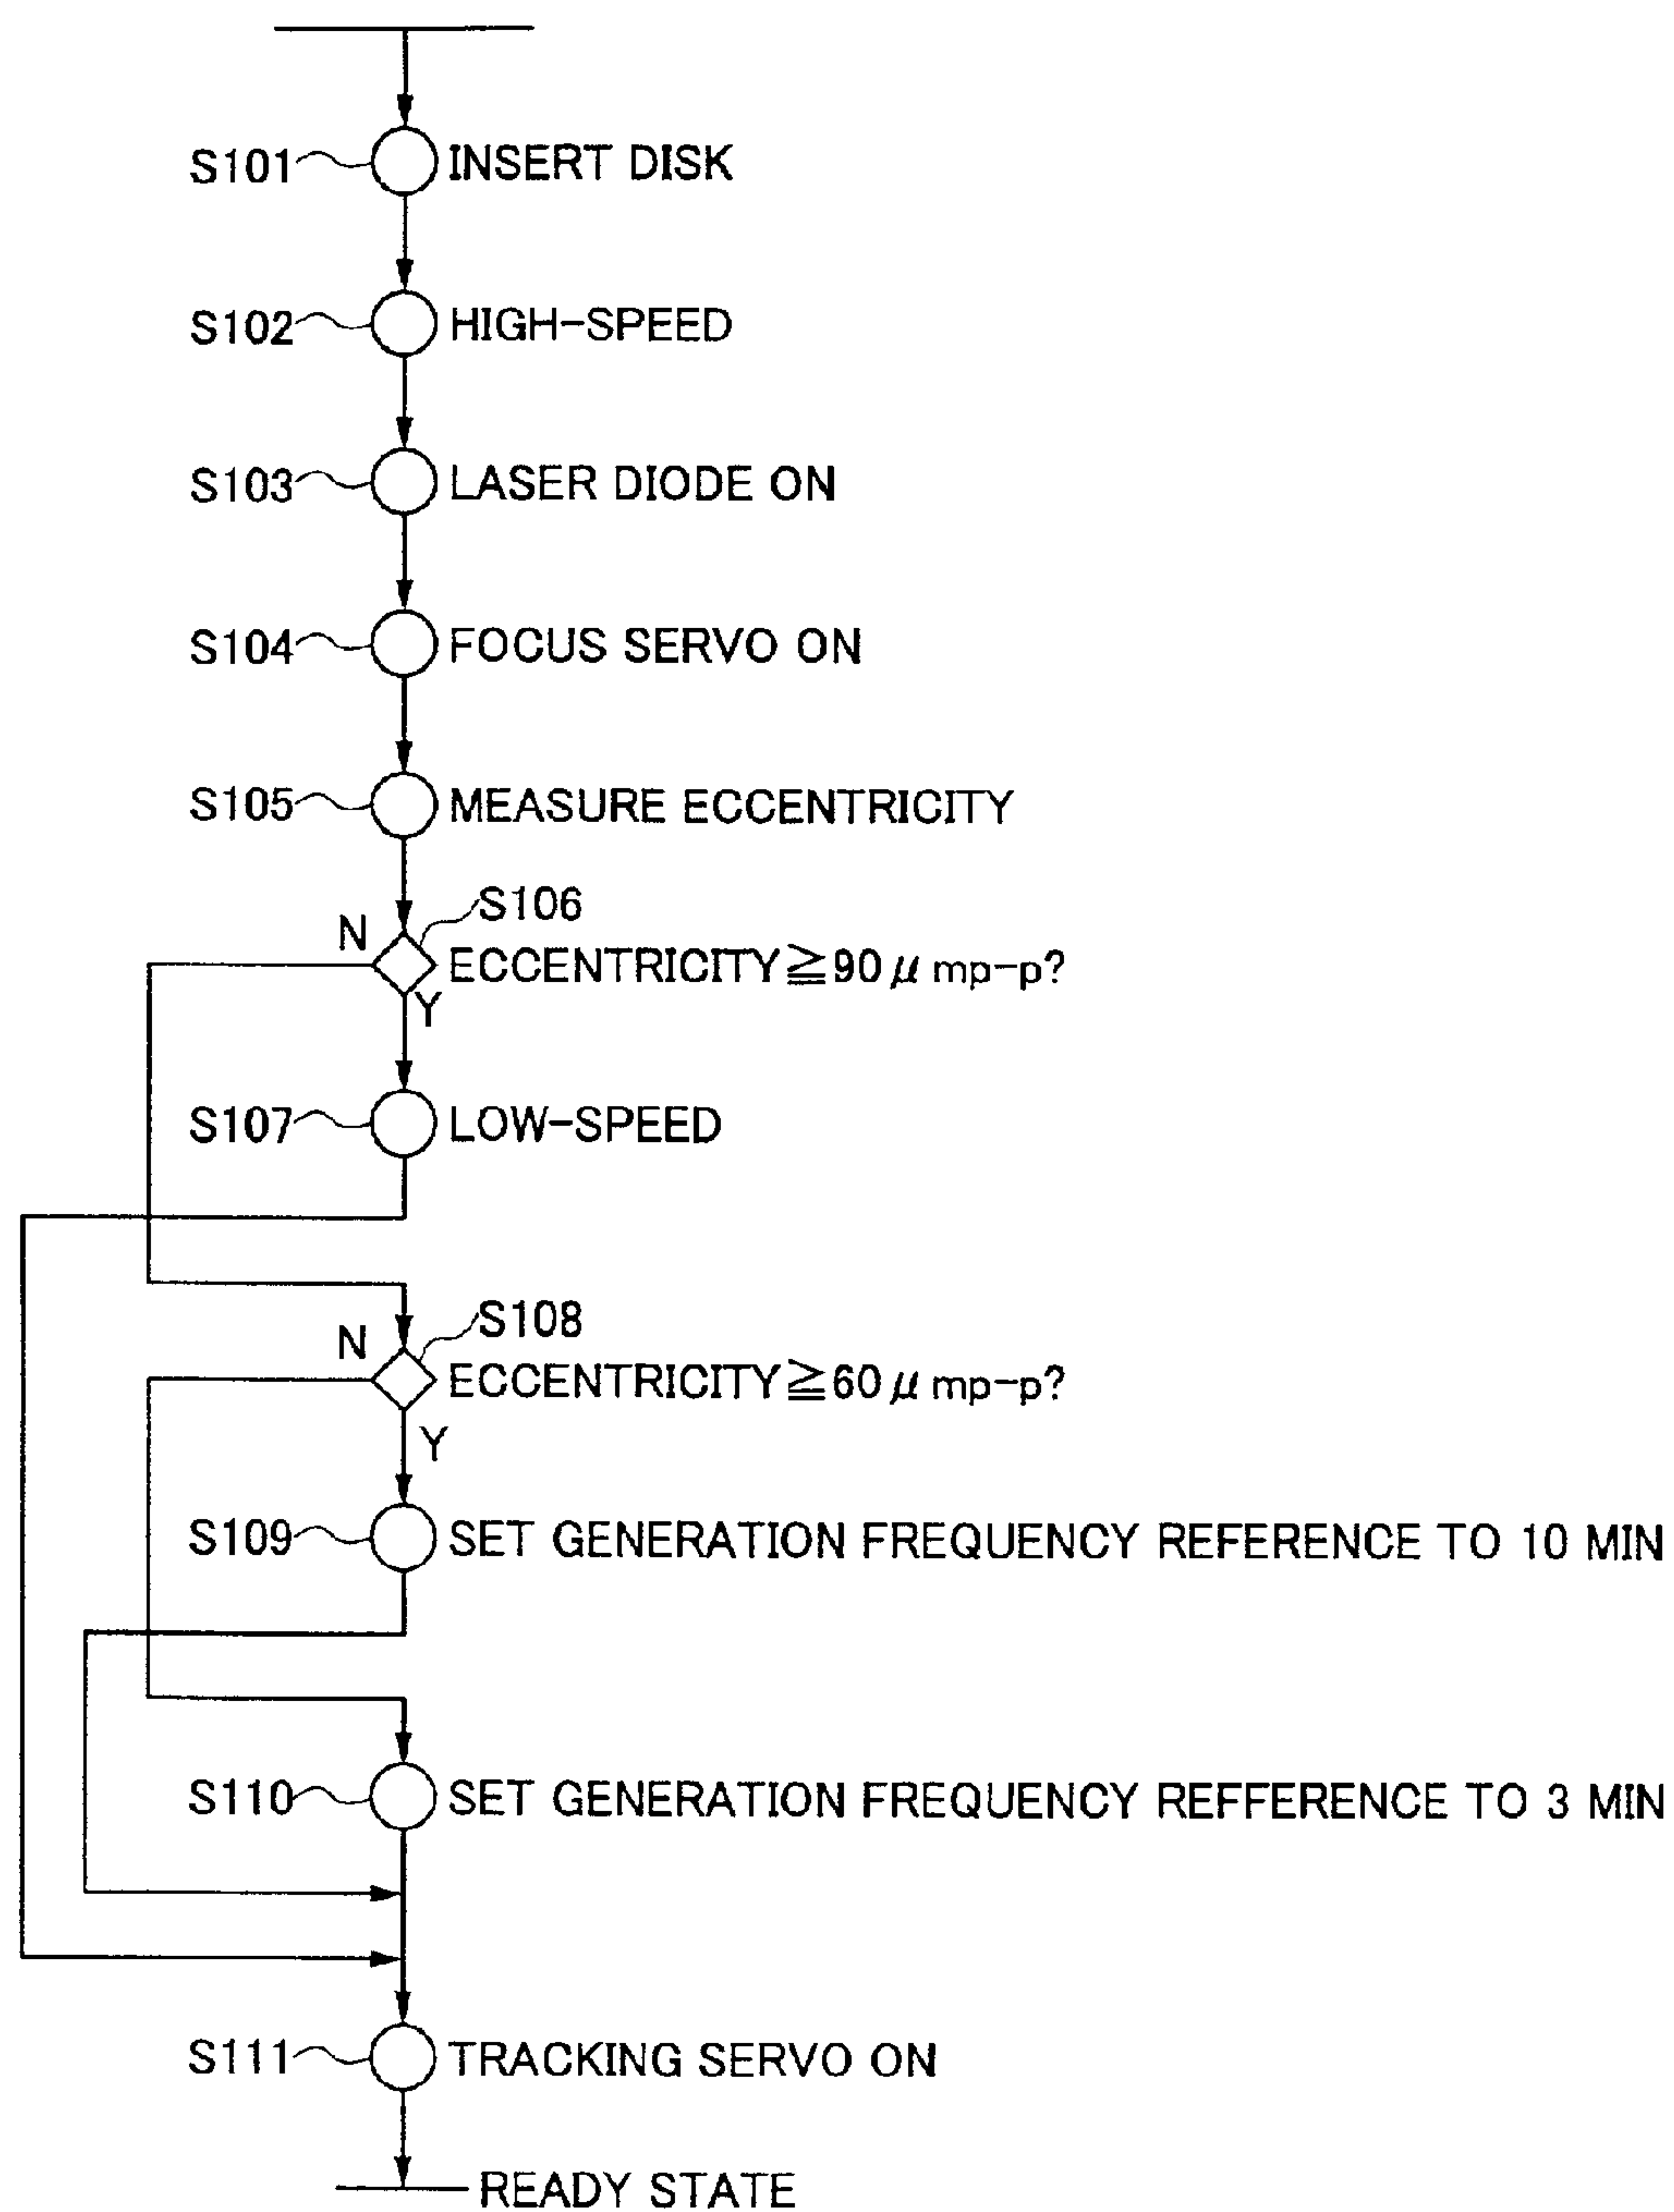 S101 INSERT DISK
S102 HIGH-SPEED
S103 LASER DIODE ON
S104 FOCUS SERVO ON
S105 MEASURE ECCENTRICITY
S106
N
ECCENTRICITY≧90μmp-p?
Y
S107 LOW-SPEED
S108
N
ECCENTRICITY≧60μmp-p?
Y
S109 SET GENERATION FREQUENCY REFERENCE TO 10 MIN
S110 SET GENERATION FREQUENCY REFFERENCE TO 3 MIN
S111 TRACKING SERVO ON
READY STATE